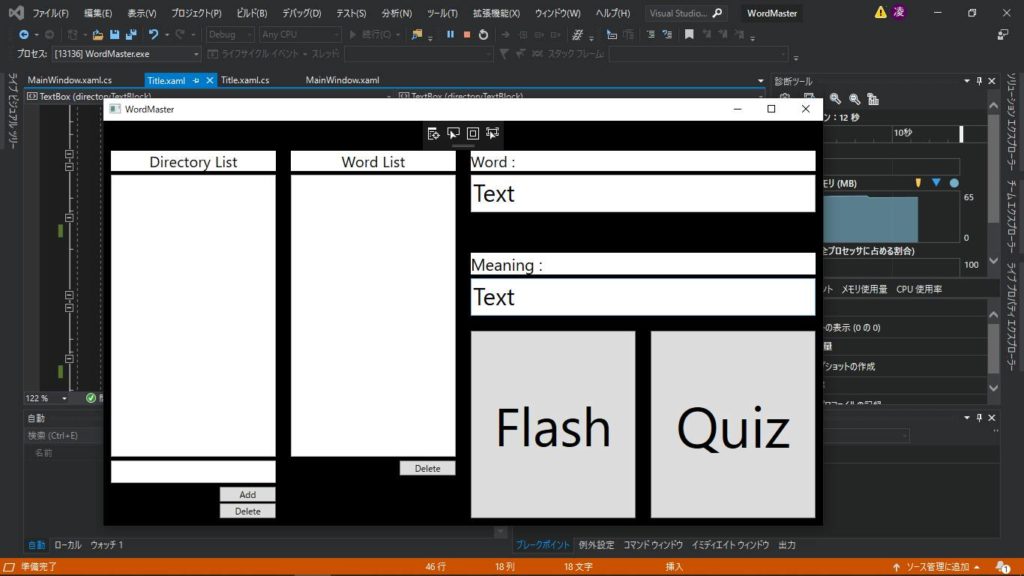 ファイル(F) 編集(E) 表示(V) プロジェクト(P) ビルド(B) デバッグ(D) テスト(S) 分析(N) ツール(T) 拡張機能(X) ウィンドウ(W) ヘルプ(H) Visual Studio... WordMaster 凌
Debug Any CPU 続行(C)
プロセス: [13136] WordMaster.exe ライフサイクル イベント スレッド: スタック フレーム:
MainWindow.xaml.cs Title.xaml Title.xaml.cs MainWindow.xaml
TextBox (directoryTextBlock) TextBox (directoryTextBlock)
診断ツール
WordMaster
ン: 12 秒
10秒
Directory List Word List Word :
Text
モリ (MB)
65
0
全プロセッサに占める割合)
100
Meaning :
Text
ント メモリ使用量 CPU 使用率
の表示 (0 の 0)
量
プショットの作成
Flash Quiz
Delete
Add
Delete
122 %
自動
検索 (Ctrl+E)
名前
自動 ローカル ウォッチ 1 ブレークポイント 例外設定 コマンド ウィンドウ イミディエイト ウィンドウ 出力
準備完了 46 行 18 列 18 文字 挿入 ソース管理に追加 1
ライブ ビジュアル ツリー
ソリューション エクスプローラー
チーム エクスプローラー
ライブ プロパティ エクスプローラー